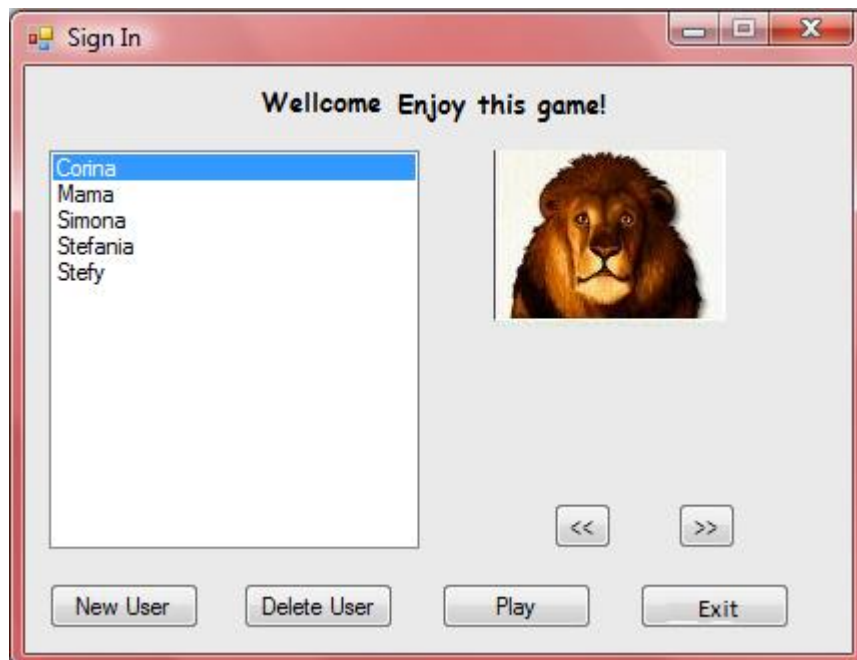 Sign In
Wellcome Enjoy this game!
Corina
Mama
Simona
Stefania
Stefy
<< >>
New User Delete User Play Exit